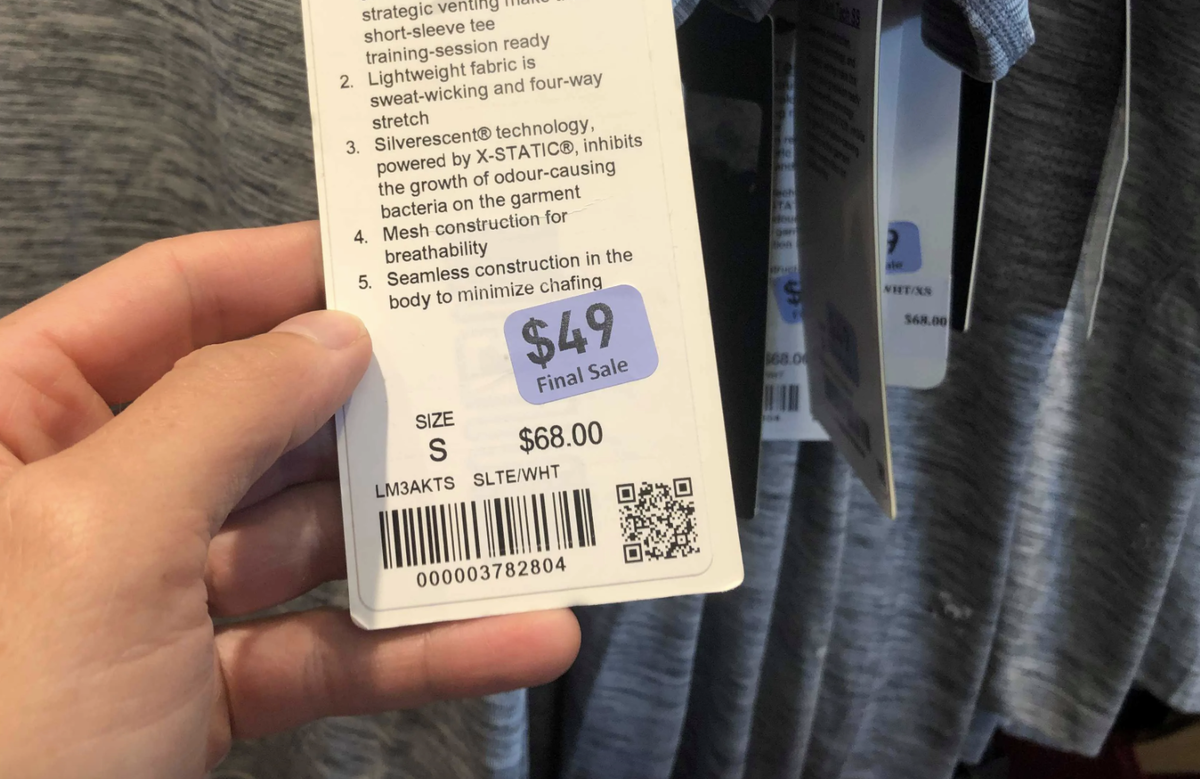 strategic venting make
short-sleeve tee
training-session ready
2. Lightweight fabric is
sweat-wicking and four-way
stretch
3. Silverescent® technology,
powered by X-STATIC®, inhibits
the growth of odour-causing
bacteria on the garment
4. Mesh construction for
breathability
5. Seamless construction in the
body to minimize chafing
$49
Final Sale
SIZE
S
$68.00
LM3AKTS SLTE/WHT
000003782804
9
WHT/XS
$68.00